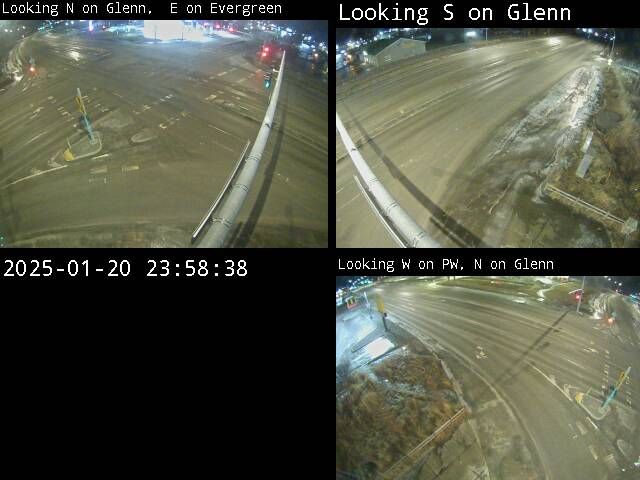 Looking N on Glenn,  E on Evergreen
Looking S on Glenn
2025-01-20 23:58:38
Looking W on PW, N on Glenn